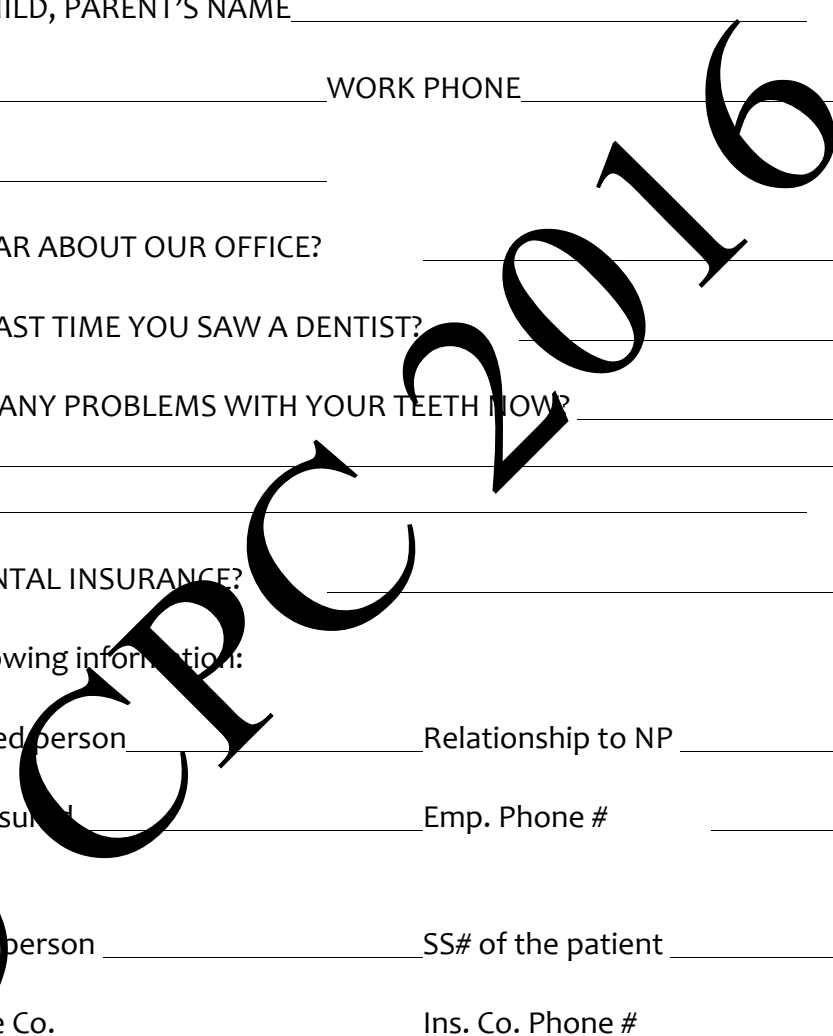 HILD, PARENT’S NAME
WORK PHONE
AR ABOUT OUR OFFICE?
AST TIME YOU SAW A DENTIST?
ANY PROBLEMS WITH YOUR TEETH NOW?
NTAL INSURANCE?
owing information:
ed person Relationship to NP
sured Emp. Phone #
person SS# of the patient
e Co. Ins. Co. Phone #
CPC 2016